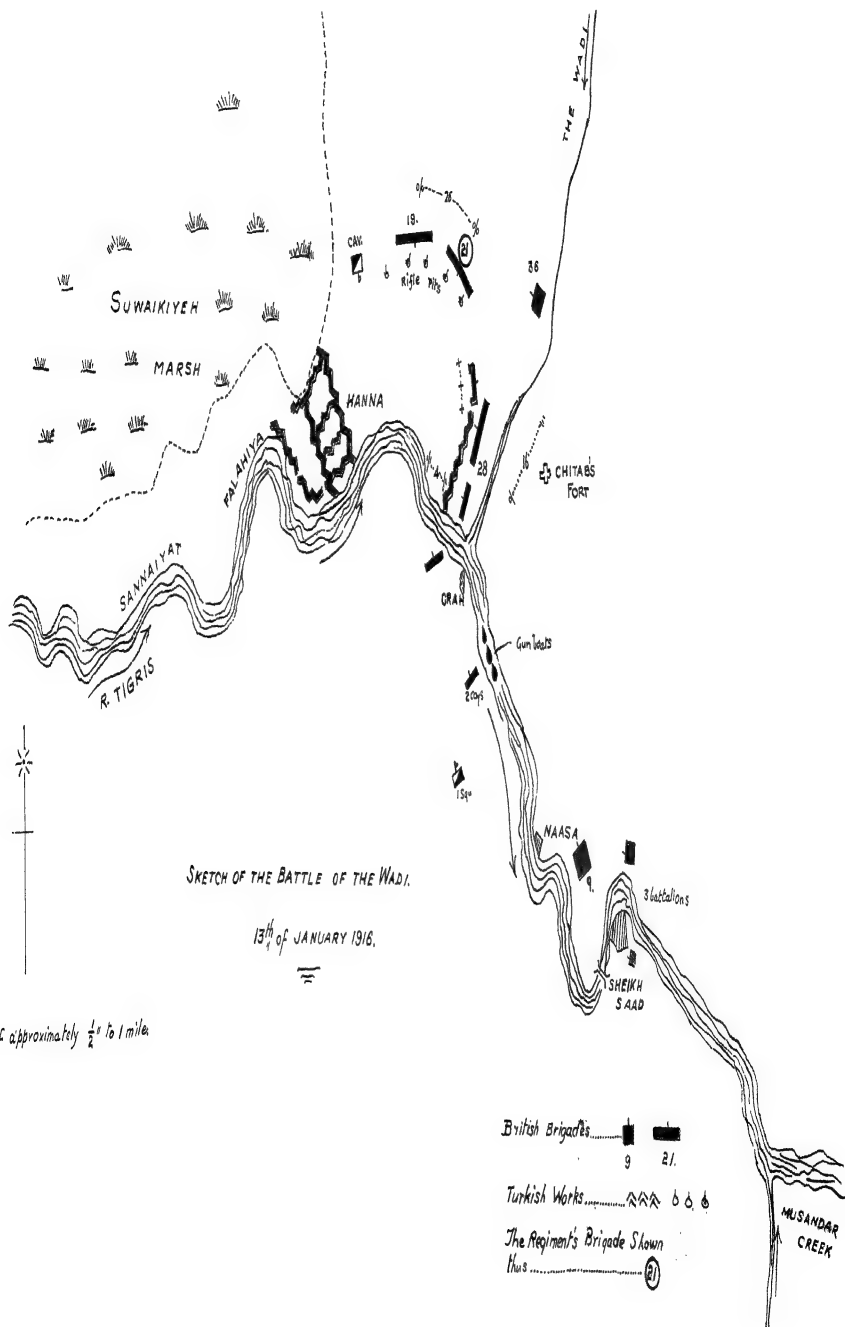 THE WADI
26
19.
CAV.
21
Rifle Pits
36
SUWAIKIYEH
MARSH
HANNA
FALAHIYA
28
CHITAB'S
FORT
SANNAIYAT
ORAH
R. TIGRIS
Gun boats
2 Coys
1 Squ
NAASA
9.
3 battalions
SHEIKH
SAAD
SKETCH OF THE BATTLE OF THE WADI.
13th of JANUARY 1916.
approximately ½" to 1 mile.
British Brigades
9 21.
Turkish Works
The Regiment's Brigade Shown
thus 21
MUSANDAR
CREEK